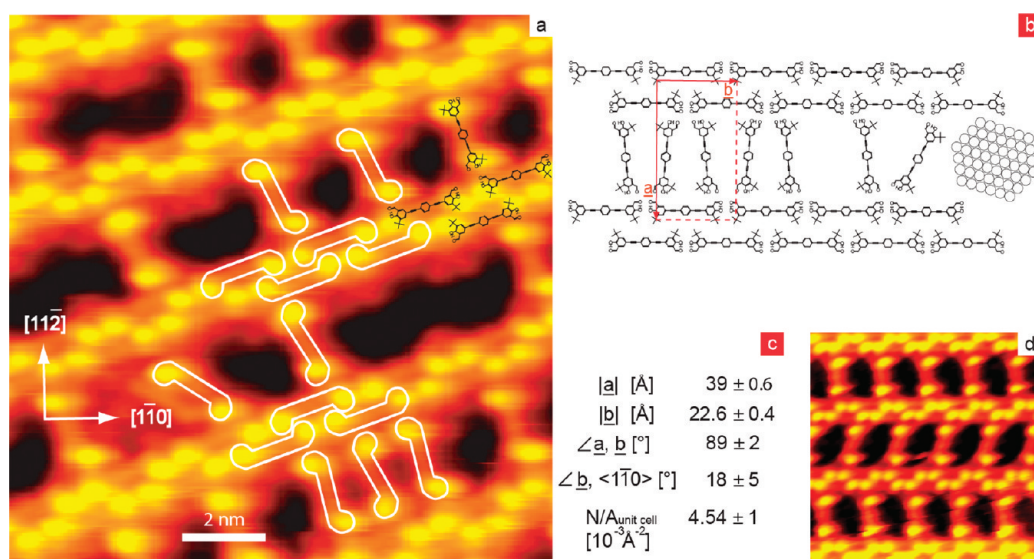 a
[112̅]
[11̅0]
2 nm
b
b
a
c
|a| [Å] 39 ± 0.6
|b| [Å] 22.6 ± 0.4
∠ a, b [°] 89 ± 2
∠ b, <11̅0> [°] 18 ± 5
N/A unit cell 4.54 ± 1
[10⁻³Å⁻²]
d